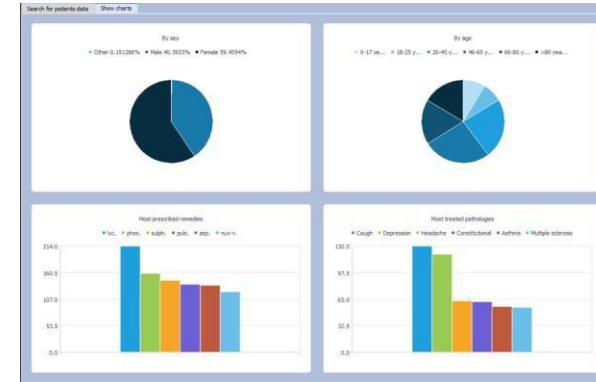 Search for patients data Show charts
By sex
Other 0.151286% Male 40.3933% Female 59.4554%
By age
0-17 ye... 18-25 y... 26-45 y... 46-65 y... 66-80 y... >80 yea...
Most prescribed remedies
lyc. phos. sulph. puls. sep. nux-v.
214.0
160.5
107.0
53.5
0.0
Most treated pathologies
Cough Depression Headache Constitutional Asthma Multiple sclerosis
130.0
97.5
65.0
32.5
0.0